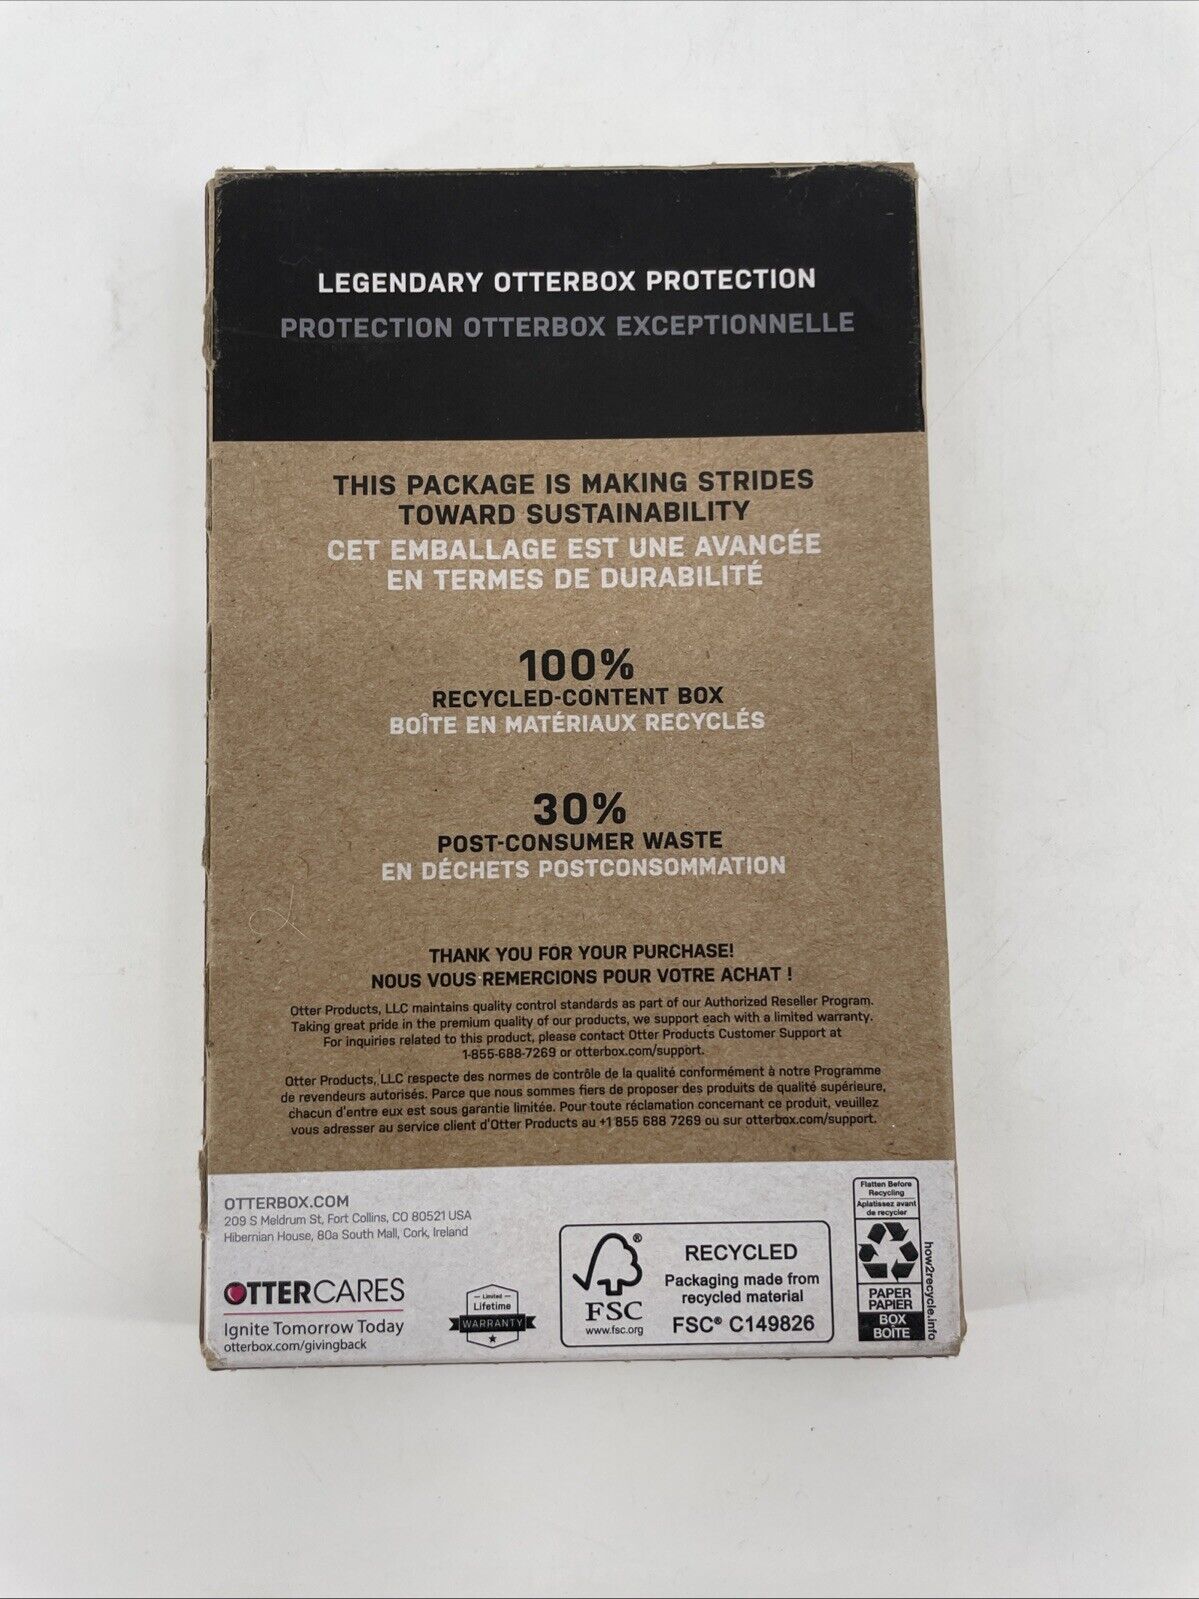 LEGENDARY OTTERBOX PROTECTION
PROTECTION OTTERBOX EXCEPTIONNELLE
THIS PACKAGE IS MAKING STRIDES
TOWARD SUSTAINABILITY
CET EMBALLAGE EST UNE AVANCÉE
EN TERMES DE DURABILITÉ
100%
RECYCLED-CONTENT BOX
BOÎTE EN MATÉRIAUX RECYCLÉS
30%
POST-CONSUMER WASTE
EN DÉCHETS POSTCONSOMMATION
THANK YOU FOR YOUR PURCHASE!
NOUS VOUS REMERCIONS POUR VOTRE ACHAT !
Otter Products, LLC maintains quality control standards as part of our Authorized Reseller Program.
Taking great pride in the premium quality of our products, we support each with a limited warranty.
For inquiries related to this product, please contact Otter Products Customer Support at
1-855-688-7269 or otterbox.com/support.
Otter Products, LLC respecte des normes de contrôle de la qualité conformément à notre Programme
de revendeurs autorisés. Parce que nous sommes fiers de proposer des produits de qualité supérieure,
chacun d'entre eux est sous garantie limitée. Pour toute réclamation concernant ce produit, veuillez
vous adresser au service client d'Otter Products au +1 855 688 7269 ou sur otterbox.com/support.
OTTERBOX.COM
209 S Meldrum St, Fort Collins, CO 80521 USA
Hibernian House, 80a South Mall, Cork, Ireland
OTTERCARES
Ignite Tomorrow Today
otterbox.com/givingback
Limited
Lifetime
WARRANTY
®
FSC
www.fsc.org
RECYCLED
Packaging made from
recycled material
FSC® C149826
Flatten Before
Recycling
Aplatissez avant
de recycler
PAPER
PAPIER
BOX
BOÎTE
how2recycle.info